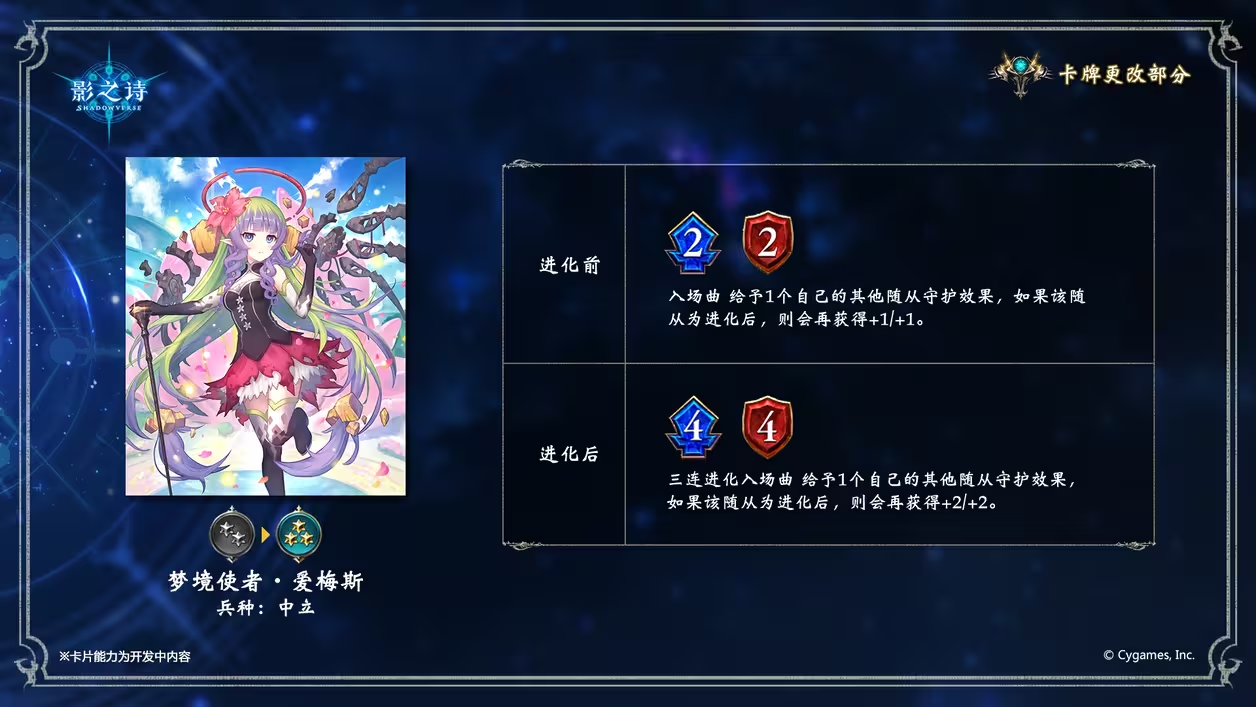 影之诗
SHADOWVERSE
卡牌更改部分
进化前
2
2
入场曲 给予1个自己的其他随从守护效果，如果该随
从为进化后，则会再获得+1/+1。
进化后
4
4
三连进化入场曲 给予1个自己的其他随从守护效果，
如果该随从为进化后，则会再获得+2/+2。
梦境使者·爱梅斯
兵种：中立
※卡片能力为开发中内容
© Cygames, Inc.